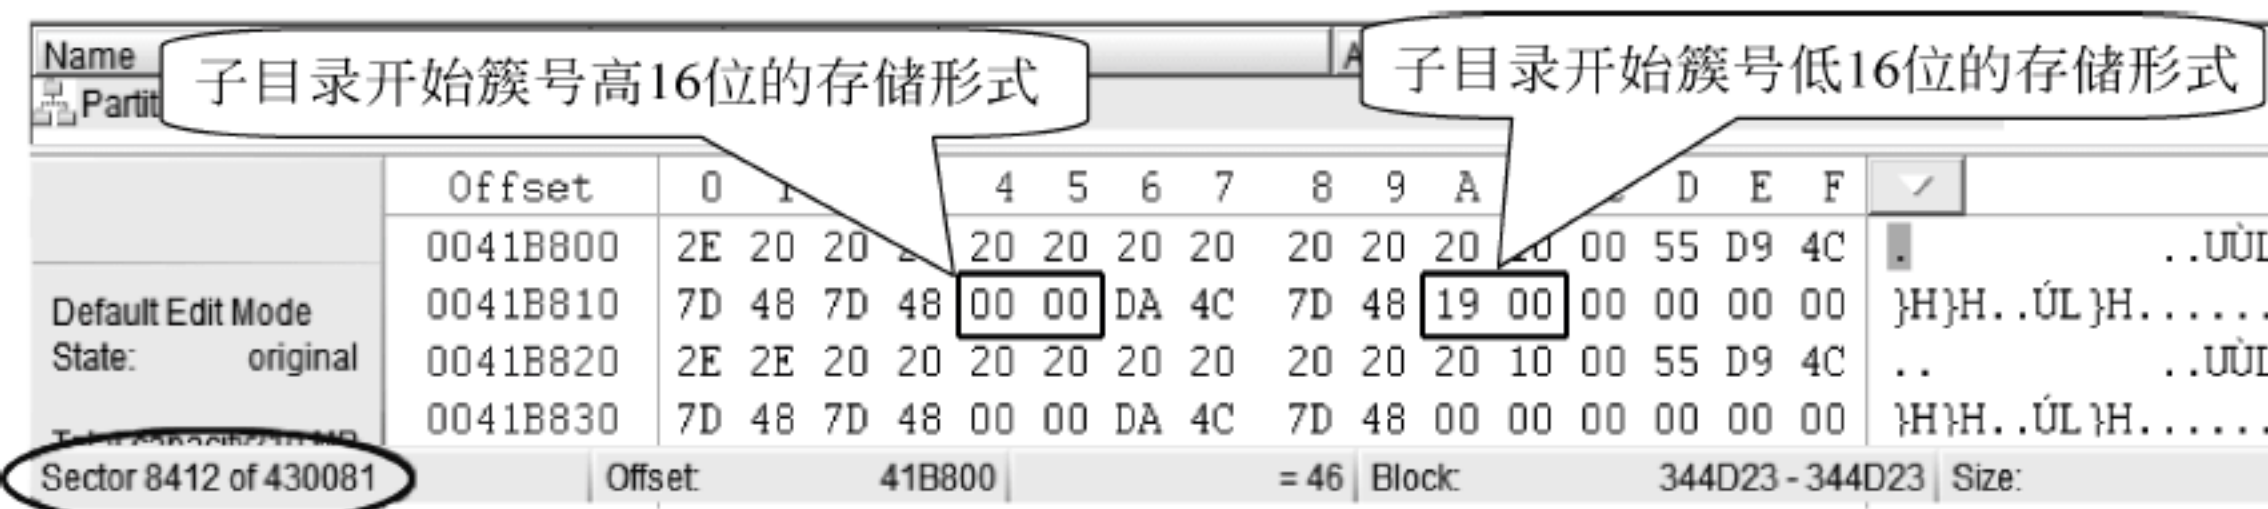 Name
子目录开始簇号高16位的存储形式
A
子目录开始簇号低16位的存储形式
Partit
Offset 0 4 5 6 7 8 9 A D E F
0041B800 2E 20 20 20 20 20 20 20 20 20 00 55 D9 4C . ..UÙL
Default Edit Mode
0041B810 7D 48 7D 48 00 00 DA 4C 7D 48 19 00 00 00 00 00 }H}H..ÚL}H......
State: original
0041B820 2E 2E 20 20 20 20 20 20 20 20 20 10 00 55 D9 4C .. ..UÙL
0041B830 7D 48 7D 48 00 00 DA 4C 7D 48 00 00 00 00 00 00 }H}H..ÚL}H......
Sector 8412 of 430081 Offset: 41B800 = 46 Block: 344D23 - 344D23 Size: